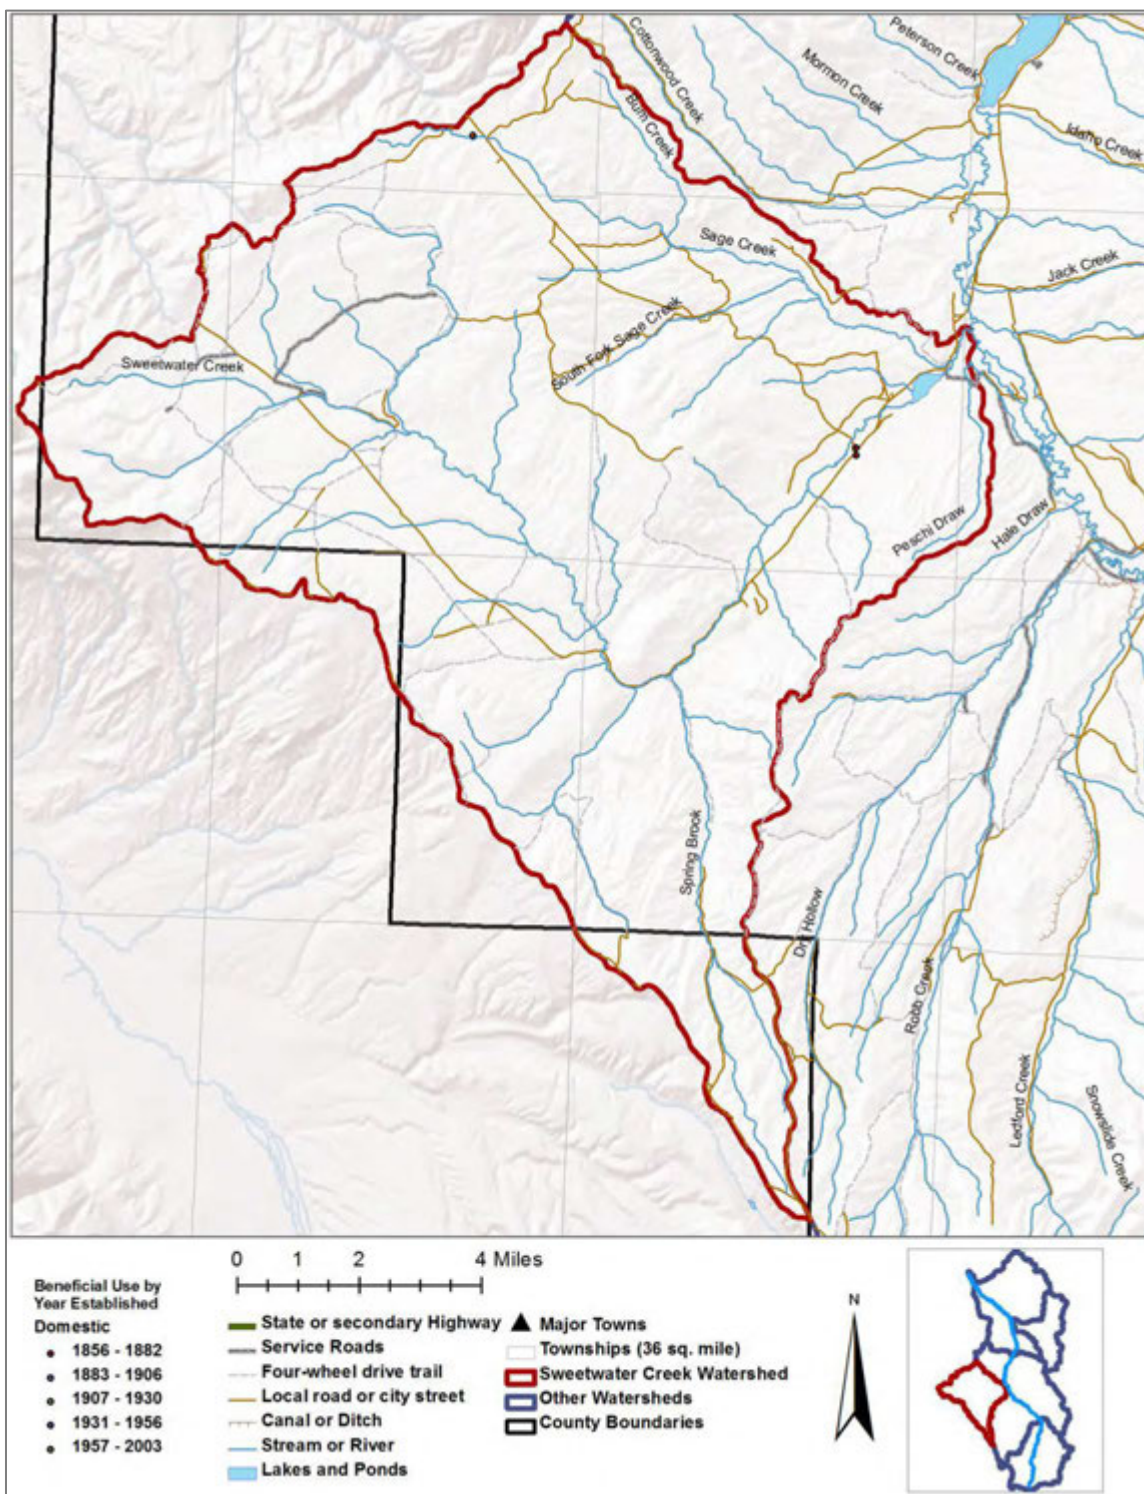 Peterson Creek
Cottonwood Creek
Mormon Creek
Burn Creek
Idaho Creek
Sage Creek
Jack Creek
South Fork Sage Creek
Sweetwater Creek
Peschi Draw
Hale Draw
Spring Brook
Dry Hollow
Robb Creek
Ledford Creek
Snowslide Creek
0 1 2 4 Miles
Beneficial Use by
Year Established
Domestic
1856 - 1882
1883 - 1906
1907 - 1930
1931 - 1956
1957 - 2003
State or secondary Highway
Service Roads
Four-wheel drive trail
Local road or city street
Canal or Ditch
Stream or River
Lakes and Ponds
Major Towns
Townships (36 sq. mile)
Sweetwater Creek Watershed
Other Watersheds
County Boundaries
N